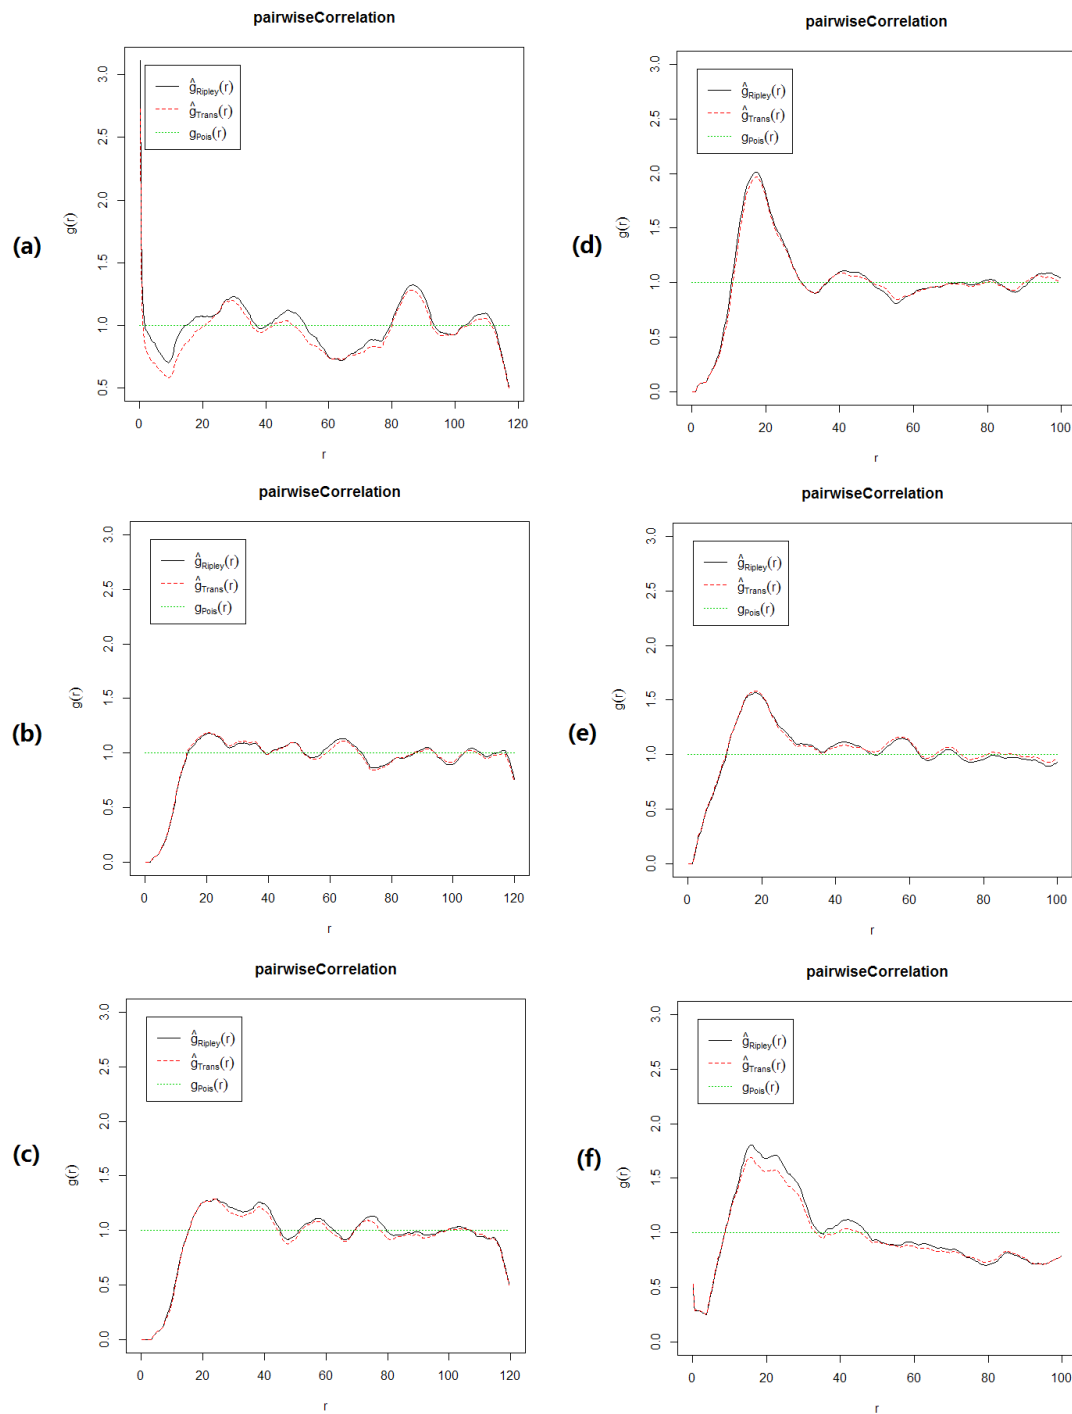 pairwiseCorrelation
(a)
g(r)
3.0
2.5
2.0
1.5
1.0
0.5
ĝRipley(r)
ĝTrans(r)
gPois(r)
0 20 40 60 80 100 120
r
pairwiseCorrelation
(d)
g(r)
3.0
2.5
2.0
1.5
1.0
0.5
0.0
ĝRipley(r)
ĝTrans(r)
gPois(r)
0 20 40 60 80 100
r
pairwiseCorrelation
(b)
g(r)
3.0
2.5
2.0
1.5
1.0
0.5
0.0
ĝRipley(r)
ĝTrans(r)
gPois(r)
0 20 40 60 80 100 120
r
pairwiseCorrelation
(e)
g(r)
3.0
2.5
2.0
1.5
1.0
0.5
0.0
ĝRipley(r)
ĝTrans(r)
gPois(r)
0 20 40 60 80 100
r
pairwiseCorrelation
(c)
g(r)
3.0
2.5
2.0
1.5
1.0
0.5
0.0
ĝRipley(r)
ĝTrans(r)
gPois(r)
0 20 40 60 80 100 120
r
pairwiseCorrelation
(f)
g(r)
3.0
2.5
2.0
1.5
1.0
0.5
0.0
ĝRipley(r)
ĝTrans(r)
gPois(r)
0 20 40 60 80 100
r